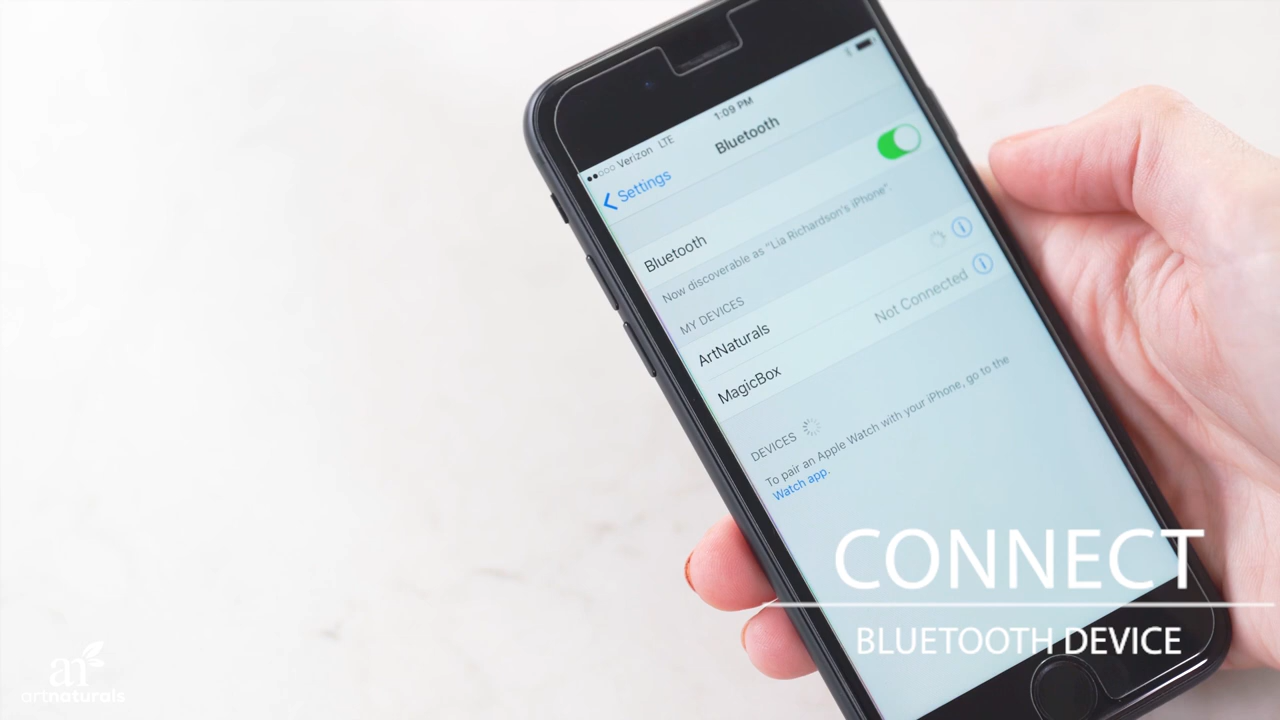 1:09 PM
Verizon LTE
Settings
Bluetooth
Bluetooth
Now discoverable as “Lia Richardson’s iPhone”.
MY DEVICES
ArtNaturals
MagicBox Not Connected
DEVICES
To pair an Apple Watch with your iPhone, go to the
Watch app.
CONNECT
BLUETOOTH DEVICE
ar
artnaturals